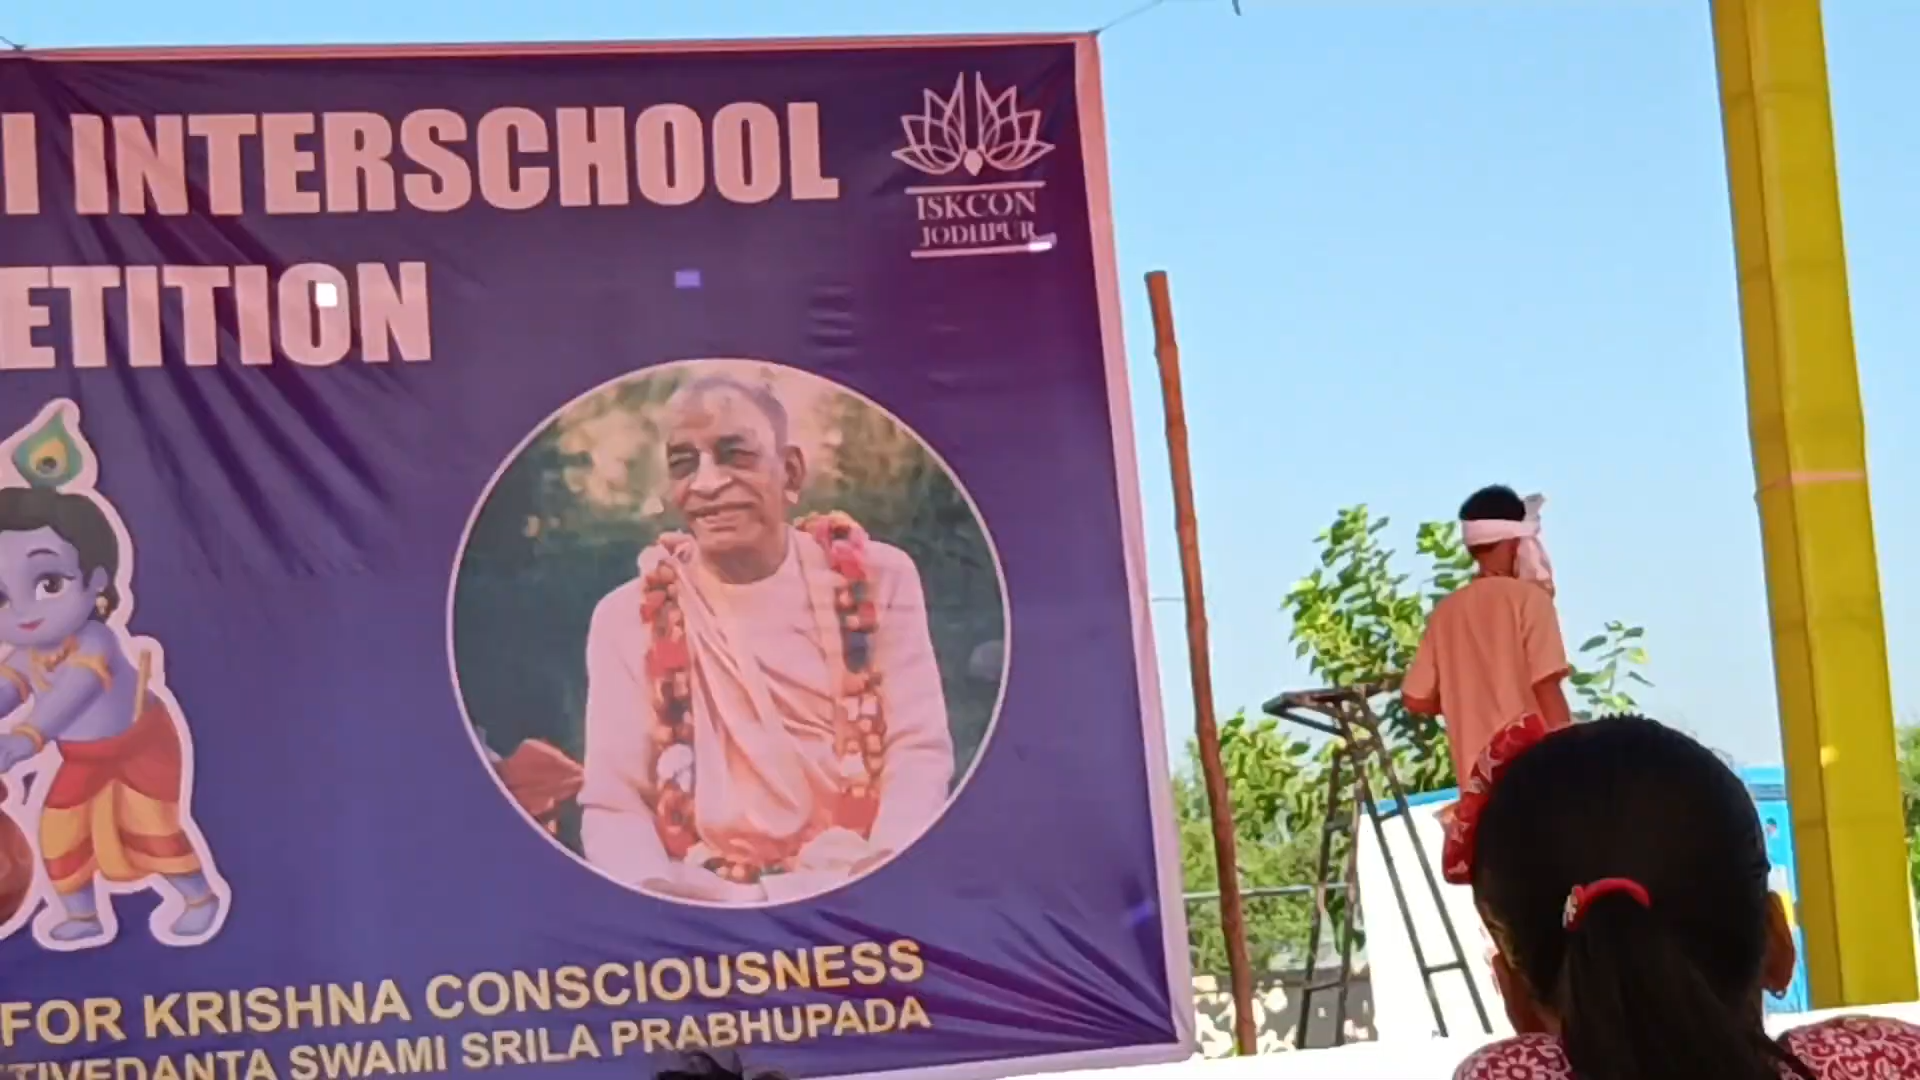 I INTERSCHOOL
ETITION
ISKCON
JODHPUR
FOR KRISHNA CONSCIOUSNESS
TIVEDANTA SWAMI SRILA PRABHUPADA